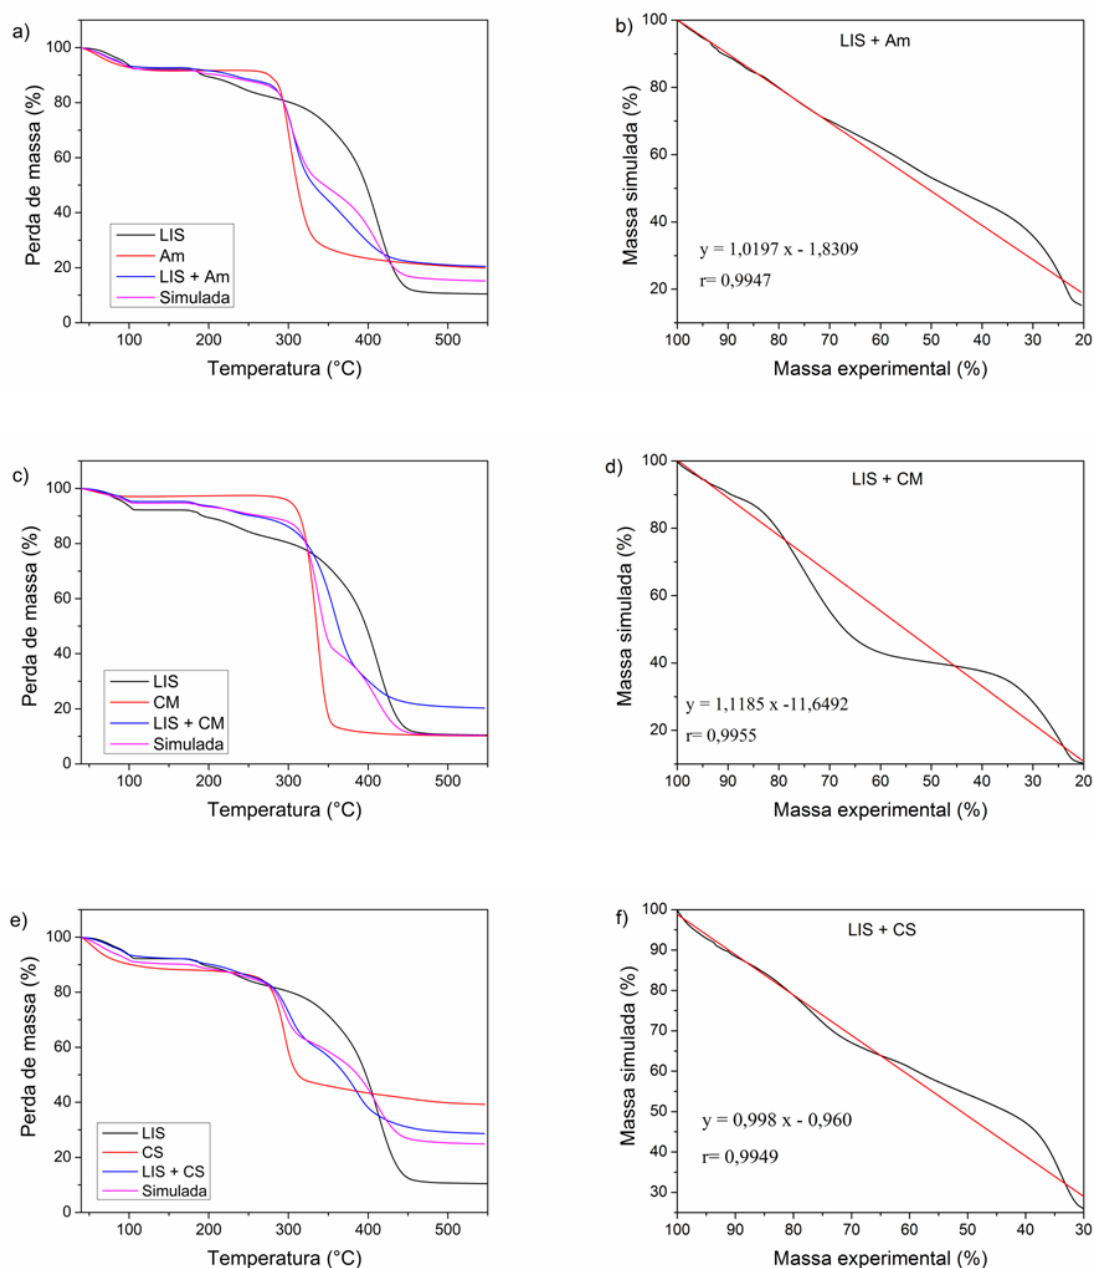 a)
Perda de massa (%)
100
80
60
40
20
0
LIS
Am
LIS + Am
Simulada
100 200 300 400 500
Temperatura (°C)
b)
LIS + Am
Massa simulada (%)
100
80
60
40
20
y = 1,0197 x - 1,8309
r= 0,9947
100 90 80 70 60 50 40 30 20
Massa experimental (%)
c)
Perda de massa (%)
100
80
60
40
20
0
LIS
CM
LIS + CM
Simulada
100 200 300 400 500
Temperatura (°C)
d)
LIS + CM
Massa simulada (%)
100
80
60
40
20
y = 1,1185 x -11,6492
r= 0,9955
100 90 80 70 60 50 40 30 20
Massa experimental (%)
e)
Perda de massa (%)
100
80
60
40
20
0
LIS
CS
LIS + CS
Simulada
100 200 300 400 500
Temperatura (°C)
f)
LIS + CS
Massa simulada (%)
100
90
80
70
60
50
40
30
y = 0,998 x - 0,960
r= 0,9949
100 90 80 70 60 50 40 30
Massa experimental (%)